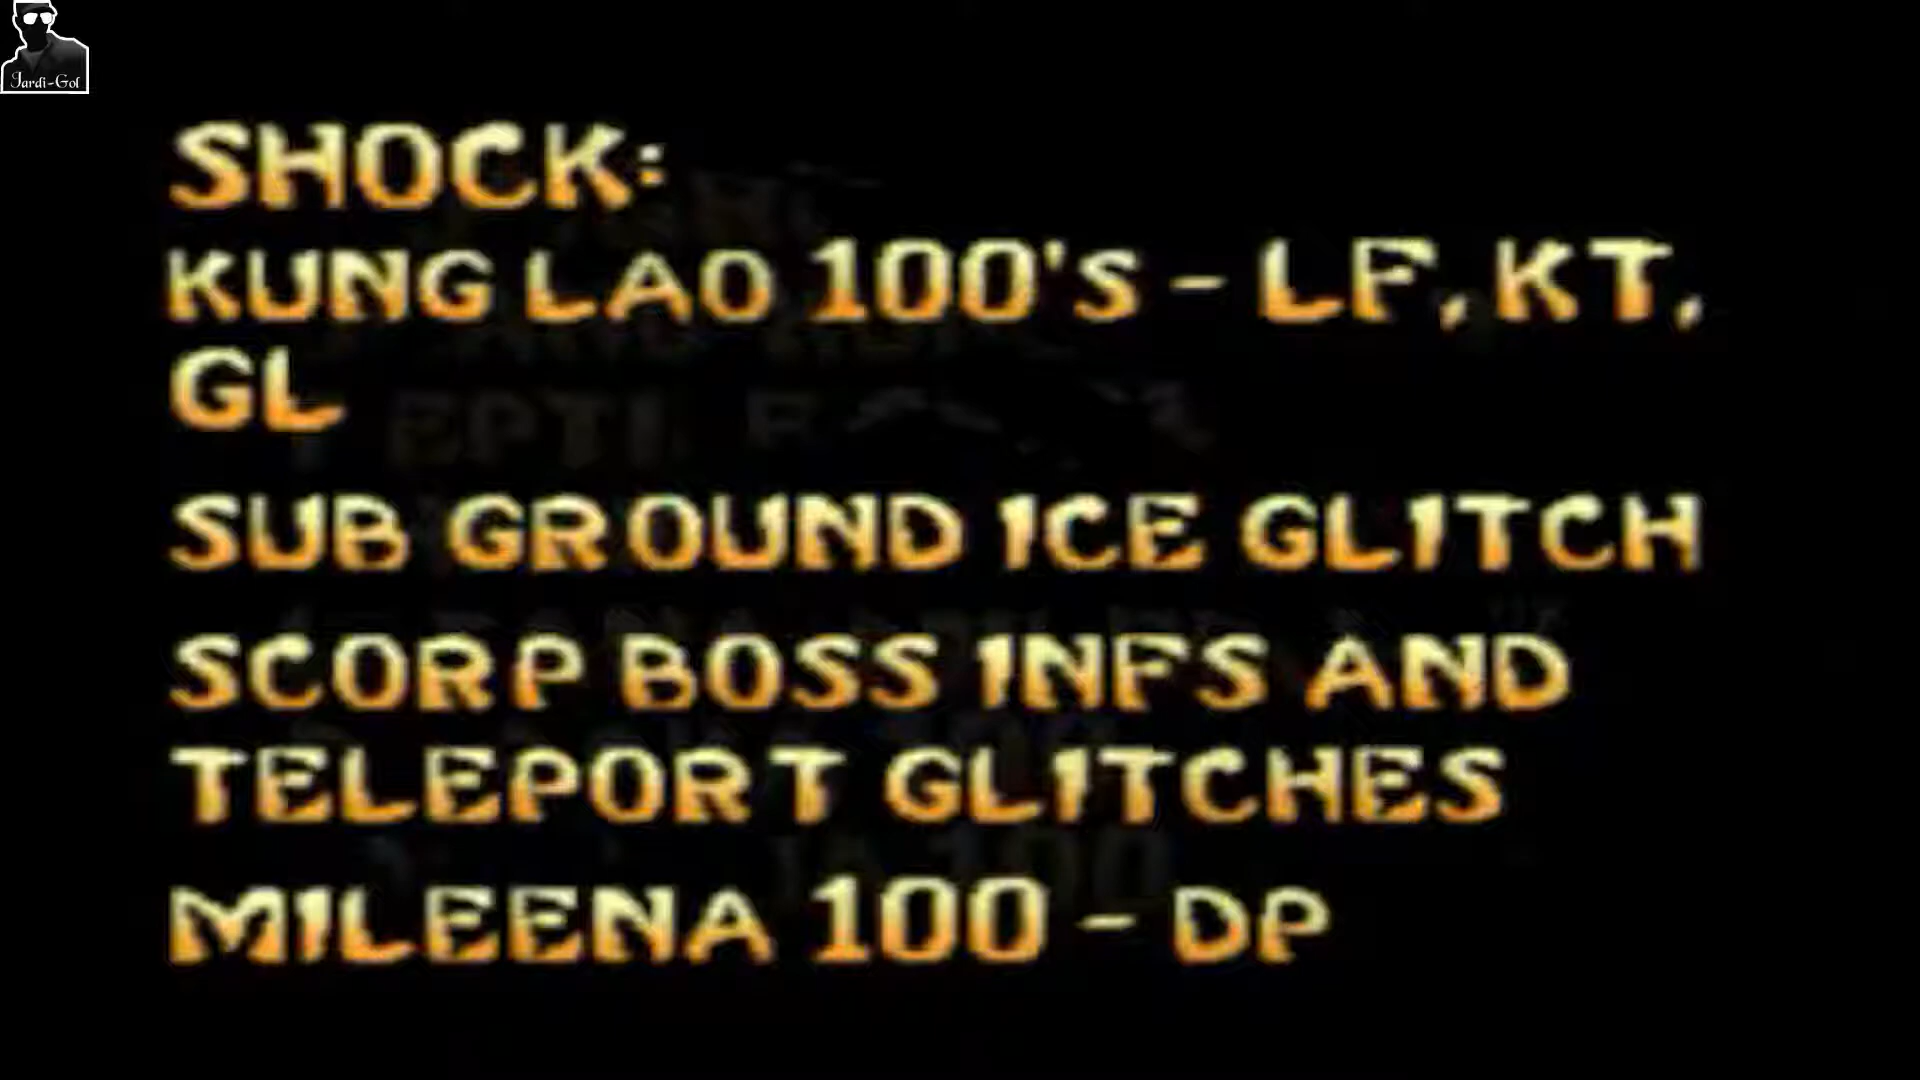 Jardi-Gol
SHOCK:
KUNG LAO 100'S - LF, KT,
GL
SUB GROUND ICE GLITCH
SCORP BOSS INFS AND
TELEPORT GLITCHES
MILEENA 100 - DP